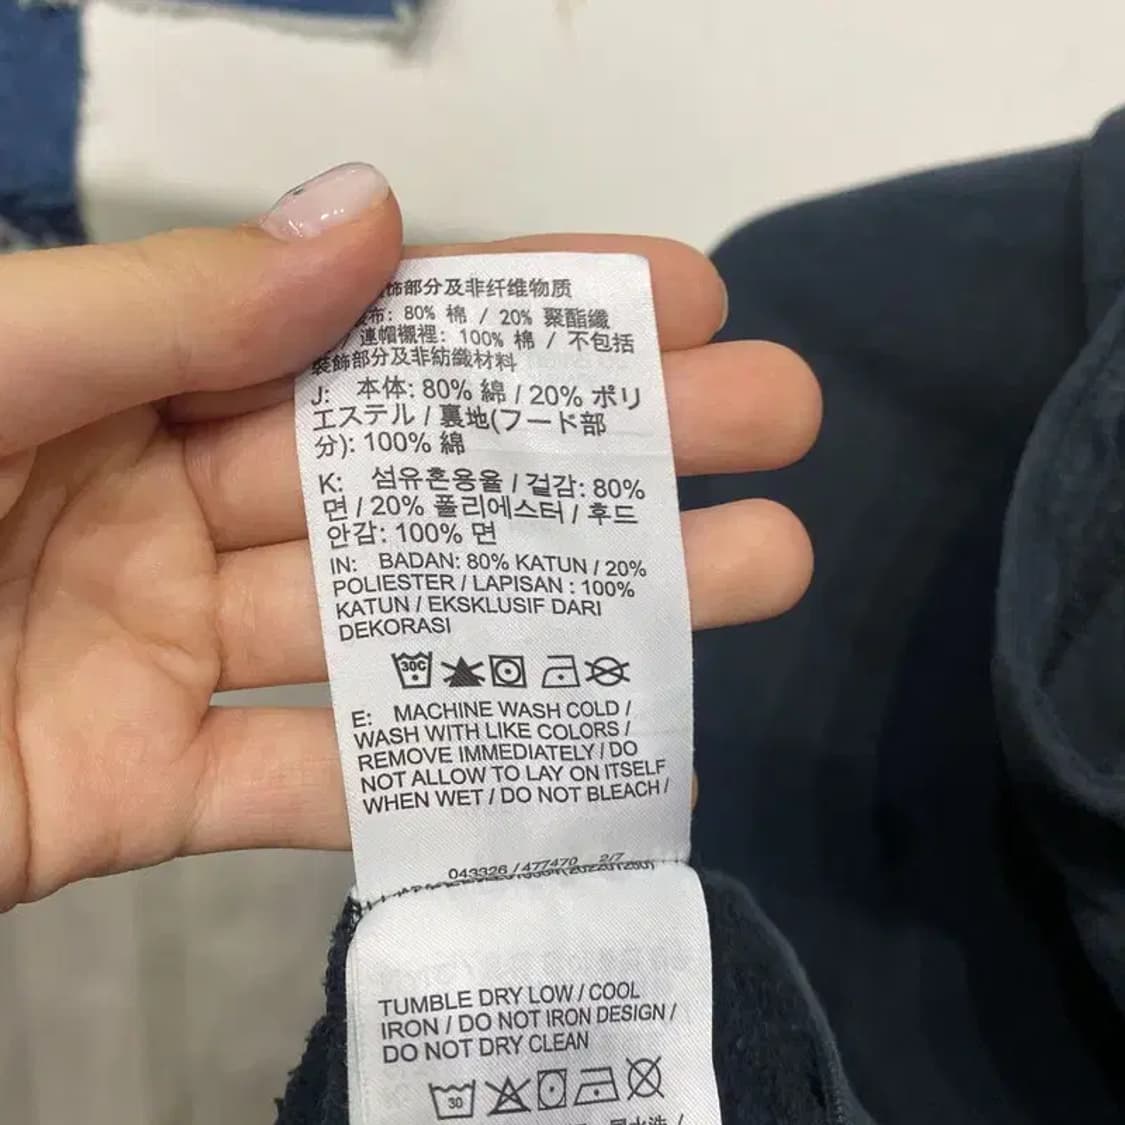 饰部分及非纤维物质
布: 80% 棉 / 20% 聚酯纖
/ 連帽襯裡: 100% 棉 / 不包括
裝飾部分及非紡織材料
J: 本体: 80% 綿 / 20% ポリ
エステル / 裏地(フード部
分): 100% 綿
K: 섬유혼용율 / 겉감: 80%
면 / 20% 폴리에스터 / 후드
안감: 100% 면
IN: BADAN: 80% KATUN / 20%
POLIESTER / LAPISAN : 100%
KATUN / EKSKLUSIF DARI
DEKORASI
30C
E: MACHINE WASH COLD /
WASH WITH LIKE COLORS /
REMOVE IMMEDIATELY / DO
NOT ALLOW TO LAY ON ITSELF
WHEN WET / DO NOT BLEACH /
043326 / 477470 2/7
TUMBLE DRY LOW / COOL
IRON / DO NOT IRON DESIGN /
DO NOT DRY CLEAN
30